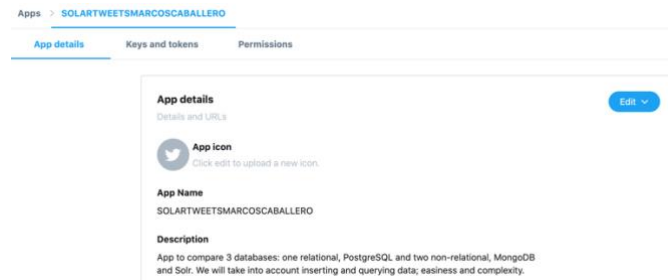 Apps > SOLARTWEETSMARCOSCABALLERO
App details Keys and tokens Permissions
App details
Edit
Details and URLs
App icon
Click edit to upload a new icon.
App Name
SOLARTWEETSMARCOSCABALLERO
Description
App to compare 3 databases: one relational, PostgreSQL and two non-relational, MongoDB
and Solr. We will take into account inserting and querying data; easiness and complexity.